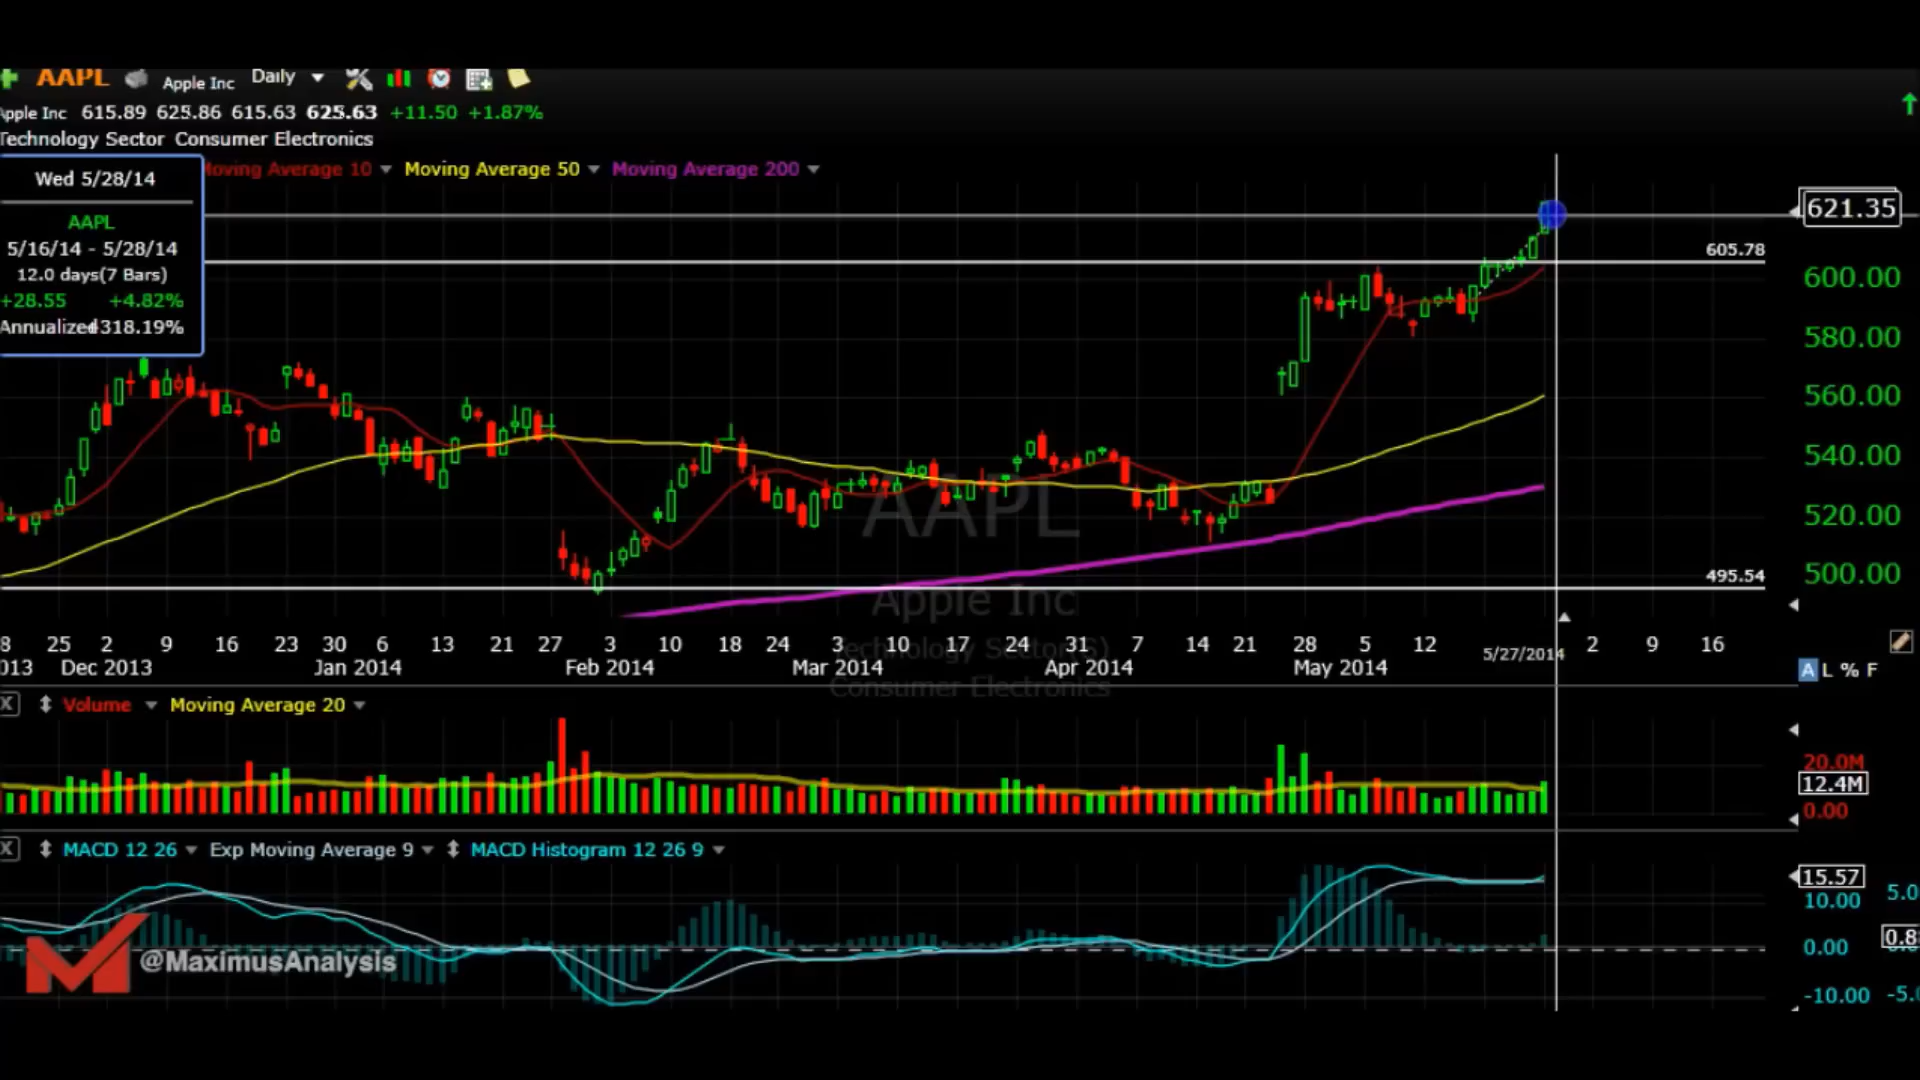 AAPL Apple Inc Daily
Apple Inc 615.89 625.86 615.63 625.63 +11.50 +1.87%
Technology Sector Consumer Electronics
Moving Average 10 Moving Average 50 Moving Average 200
Wed 5/28/14
AAPL
5/16/14 - 5/28/14
12.0 days(7 Bars)
+28.55 +4.82%
Annualized+318.19%
621.35
605.78
600.00
580.00
560.00
540.00
520.00
500.00
495.54
AAPL
Apple Inc
Technology Sector(S)
Consumer Electronics
8 25 2 9 16 23 30 6 13 21 27 3 10 18 24 3 10 17 24 31 7 14 21 28 5 12 5/27/2014 2 9 16
013 Dec 2013 Jan 2014 Feb 2014 Mar 2014 Apr 2014 May 2014
A L % F
X Volume Moving Average 20
20.0M
12.4M
0.00
X MACD 12 26 Exp Moving Average 9 MACD Histogram 12 26 9
15.57
10.00 5.0
0.00 0.8
-10.00 -5.0
@MaximusAnalysis